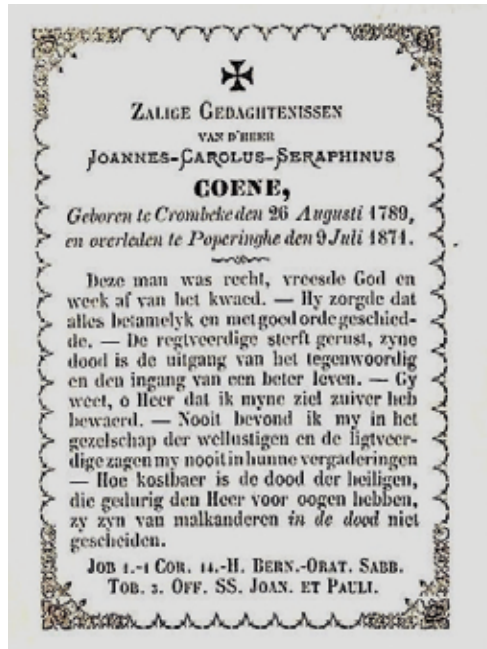 ZALIGE GEDACHTENISSEN
VAN D'HEER
JOANNES-CAROLUS-SERAPHINUS
COENE,
Geboren te Crombeke den 26 Augusti 1789,
en overleden te Poperinghe den 9 Juli 1871.
Deze man was recht, vreesde God en
week af van het kwaed. — Hy zorgde dat
alles betamelyk en met goed orde geschied-
de. — De regtveerdige sterft gerust, zyne
dood is de uitgang van het tegenwoordig
en den ingang van een beter leven. — Gy
weet, o Heer dat ik myne ziel zuiver heb
bewaerd. — Nooit bevond ik my in het
gezelschap der wellustigen en de ligtveer-
dige zagen my nooit in hunne vergaderingen
— Hoe kostbaer is de dood der heiligen,
die gedurig den Heer voor oogen hebben,
zy zyn van malkanderen in de dood niet
gescheiden.
JOB 1.-1 COR. 14.-H. BERN.-ORAT. SABB.
TOB. 3. OFF. SS. JOAN. ET PAULI.